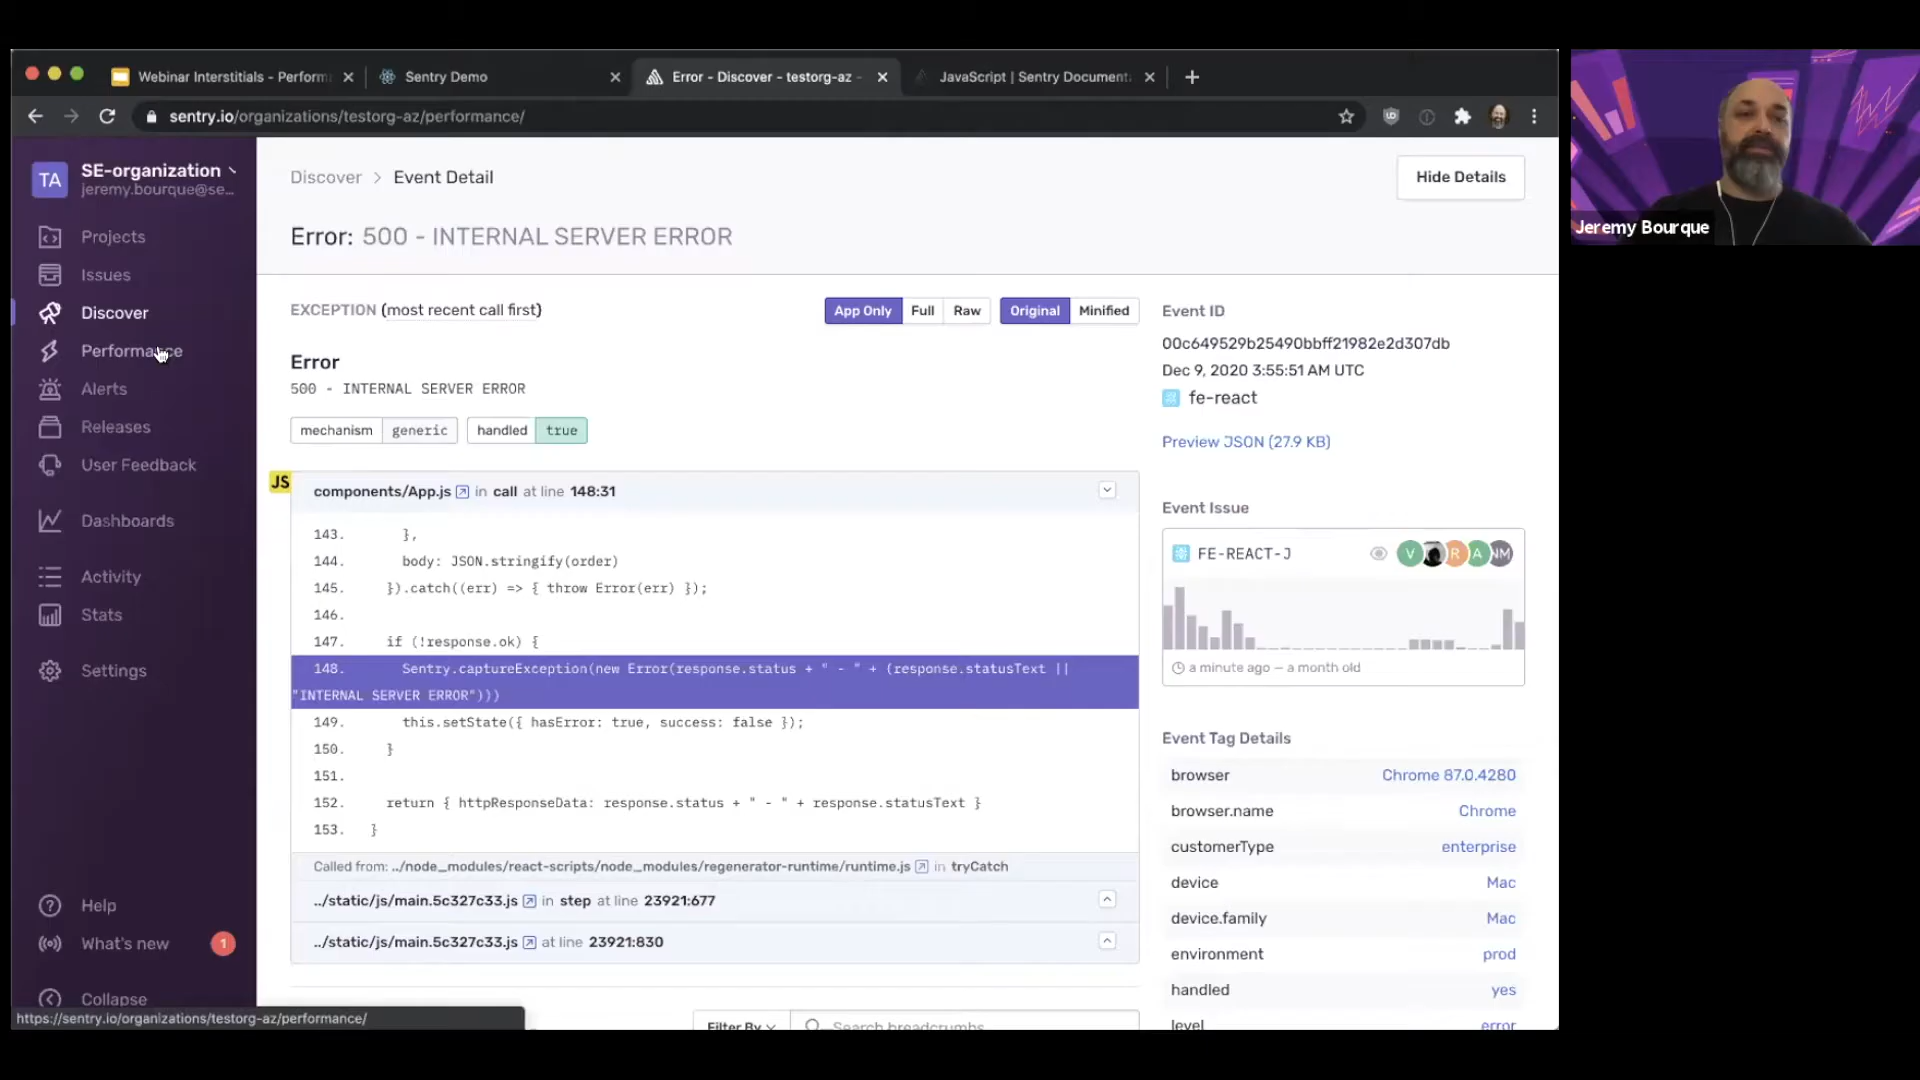 Webinar Interstitials - Perform
Sentry Demo
Error - Discover - testorg-az -
JavaScript | Sentry Document
sentry.io/organizations/testorg-az/performance/
TA
SE-organization
jeremy.bourque@se...
Projects
Issues
Discover
Performance
Alerts
Releases
User Feedback
Dashboards
Activity
Stats
Settings
Help
What's new 1
Collapse
https://sentry.io/organizations/testorg-az/performance/
Discover > Event Detail
Hide Details
Error: 500 - INTERNAL SERVER ERROR
EXCEPTION (most recent call first)
App Only Full Raw
Original Minified
Error
500 - INTERNAL SERVER ERROR
mechanism generic handled true
JS
components/App.js in call at line 148:31
143. },
144. body: JSON.stringify(order)
145. }).catch((err) => { throw Error(err) });
146.
147. if (!response.ok) {
148. Sentry.captureException(new Error(response.status + " - " + (response.statusText ||
"INTERNAL SERVER ERROR")))
149. this.setState({ hasError: true, success: false });
150. }
151.
152. return { httpResponseData: response.status + " - " + response.statusText }
153. }
Called from: ../node_modules/react-scripts/node_modules/regenerator-runtime/runtime.js in tryCatch
../static/js/main.5c327c33.js in step at line 23921:677
../static/js/main.5c327c33.js at line 23921:830
Filter By
Search breadcrumbs
Event ID
00c649529b25490bbff21982e2d307db
Dec 9, 2020 3:55:51 AM UTC
fe-react
Preview JSON (27.9 KB)
Event Issue
FE-REACT-J
V R A NM
a minute ago — a month old
Event Tag Details
browser Chrome 87.0.4280
browser.name Chrome
customerType enterprise
device Mac
device.family Mac
environment prod
handled yes
level error
Jeremy Bourque